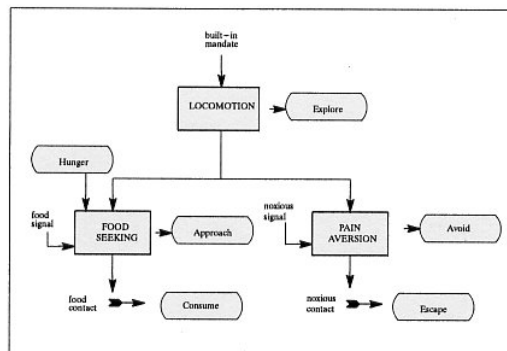 built-in
mandate
LOCOMOTION
Explore
Hunger
food
signal
FOOD
SEEKING
Approach
noxious
signal
PAIN
AVERSION
Avoid
food
contact
Consume
noxious
contact
Escape